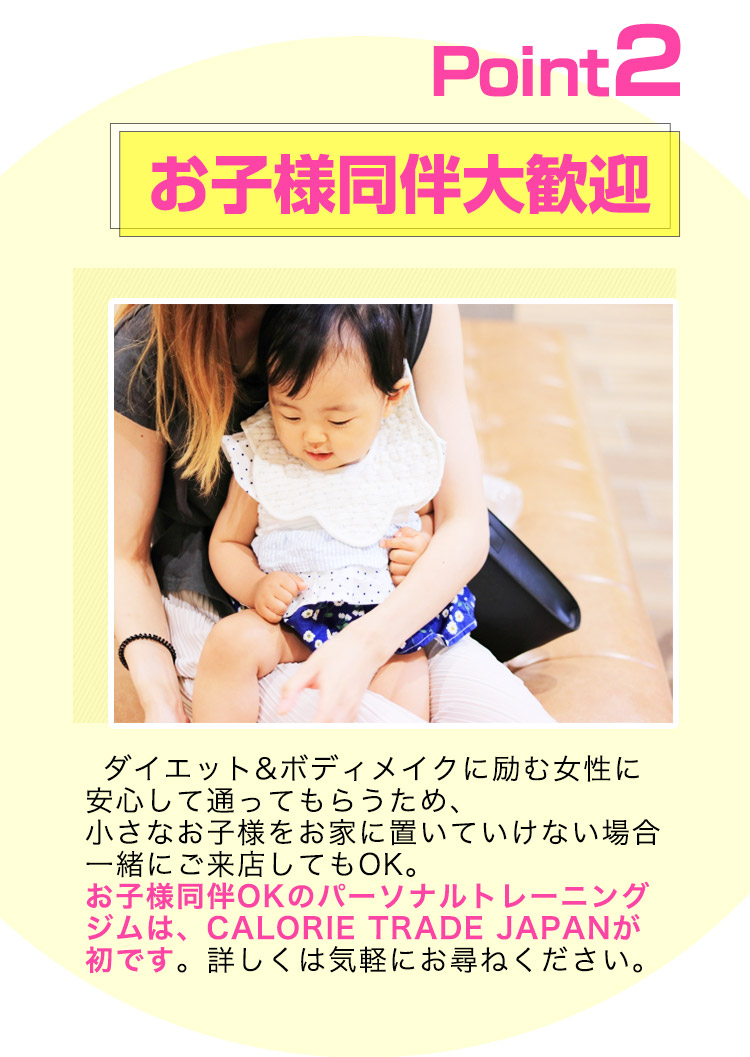 Point2
お子様同伴大歓迎
ダイエット&ボディメイクに励む女性に
安心して通ってもらうため、
小さなお子様をお家に置いていけない場合
一緒にご来店してもOK。
お子様同伴OKのパーソナルトレーニング
ジムは、CALORIE TRADE JAPANが
初です。詳しくは気軽にお尋ねください。